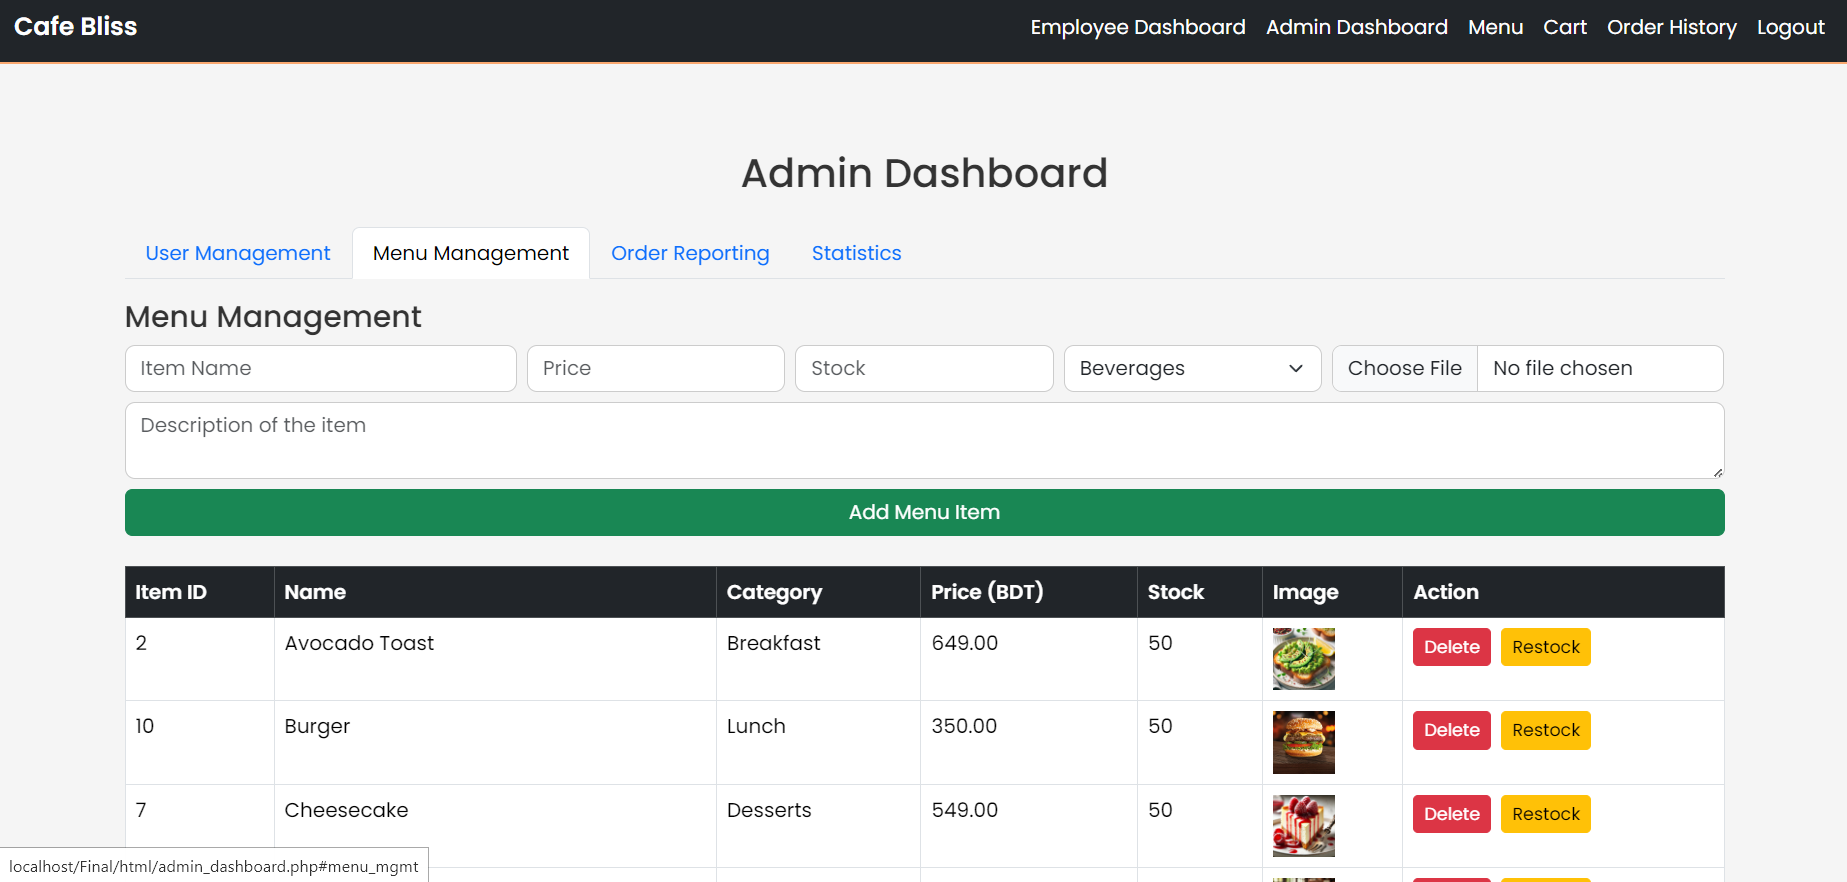 Cafe Bliss
Employee Dashboard Admin Dashboard Menu Cart Order History Logout
Admin Dashboard
User Management Menu Management Order Reporting Statistics
Menu Management
Item Name Price Stock Beverages Choose File No file chosen
Description of the item
Add Menu Item
Item ID Name Category Price (BDT) Stock Image Action
2 Avocado Toast Breakfast 649.00 50 Delete Restock
10 Burger Lunch 350.00 50 Delete Restock
7 Cheesecake Desserts 549.00 50 Delete Restock
localhost/Final/html/admin_dashboard.php#menu_mgmt